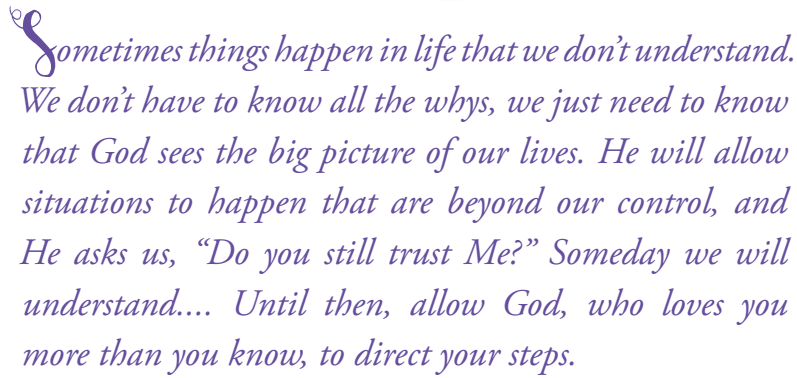 Sometimes things happen in life that we don't understand.
We don't have to know all the whys, we just need to know
that God sees the big picture of our lives. He will allow
situations to happen that are beyond our control, and
He asks us, “Do you still trust Me?” Someday we will
understand.... Until then, allow God, who loves you
more than you know, to direct your steps.